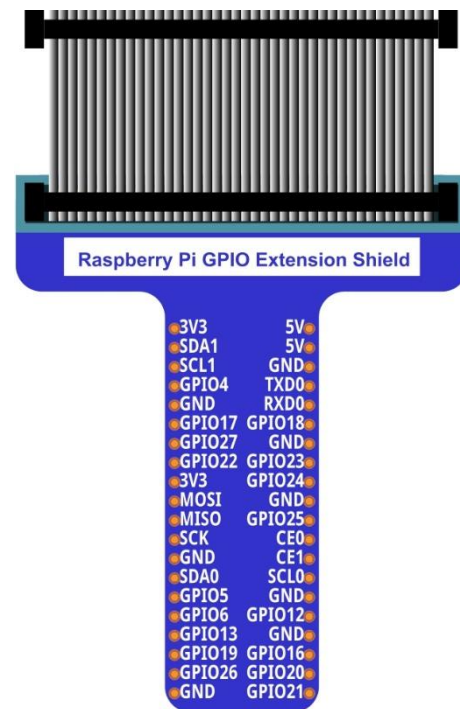 Raspberry Pi GPIO Extension Shield
3V3 5V
SDA1 5V
SCL1 GND
GPIO4 TXD0
GND RXD0
GPIO17 GPIO18
GPIO27 GND
GPIO22 GPIO23
3V3 GPIO24
MOSI GND
MISO GPIO25
SCK CE0
GND CE1
SDA0 SCL0
GPIO5 GND
GPIO6 GPIO12
GPIO13 GND
GPIO19 GPIO16
GPIO26 GPIO20
GND GPIO21